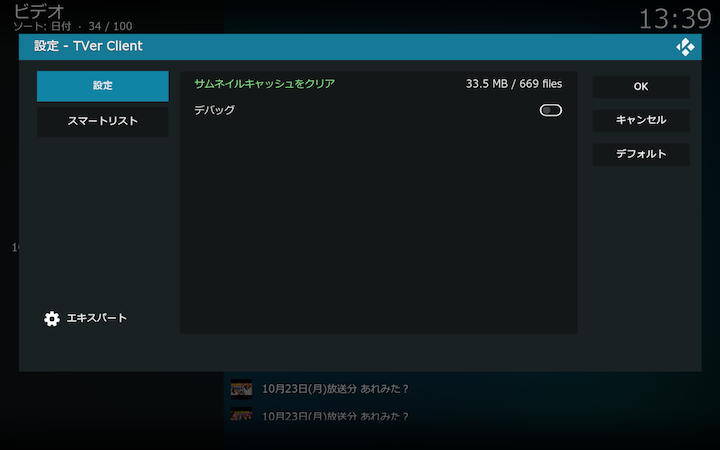 ビデオ
ソート: 日付 · 34 / 100
13:39
設定 - TVer Client
設定
スマートリスト
サムネイルキャッシュをクリア 33.5 MB / 669 files
デバッグ
OK
キャンセル
デフォルト
エキスパート
10月23日(月)放送分 あれみた？
10月23日(月)放送分 あれみた？